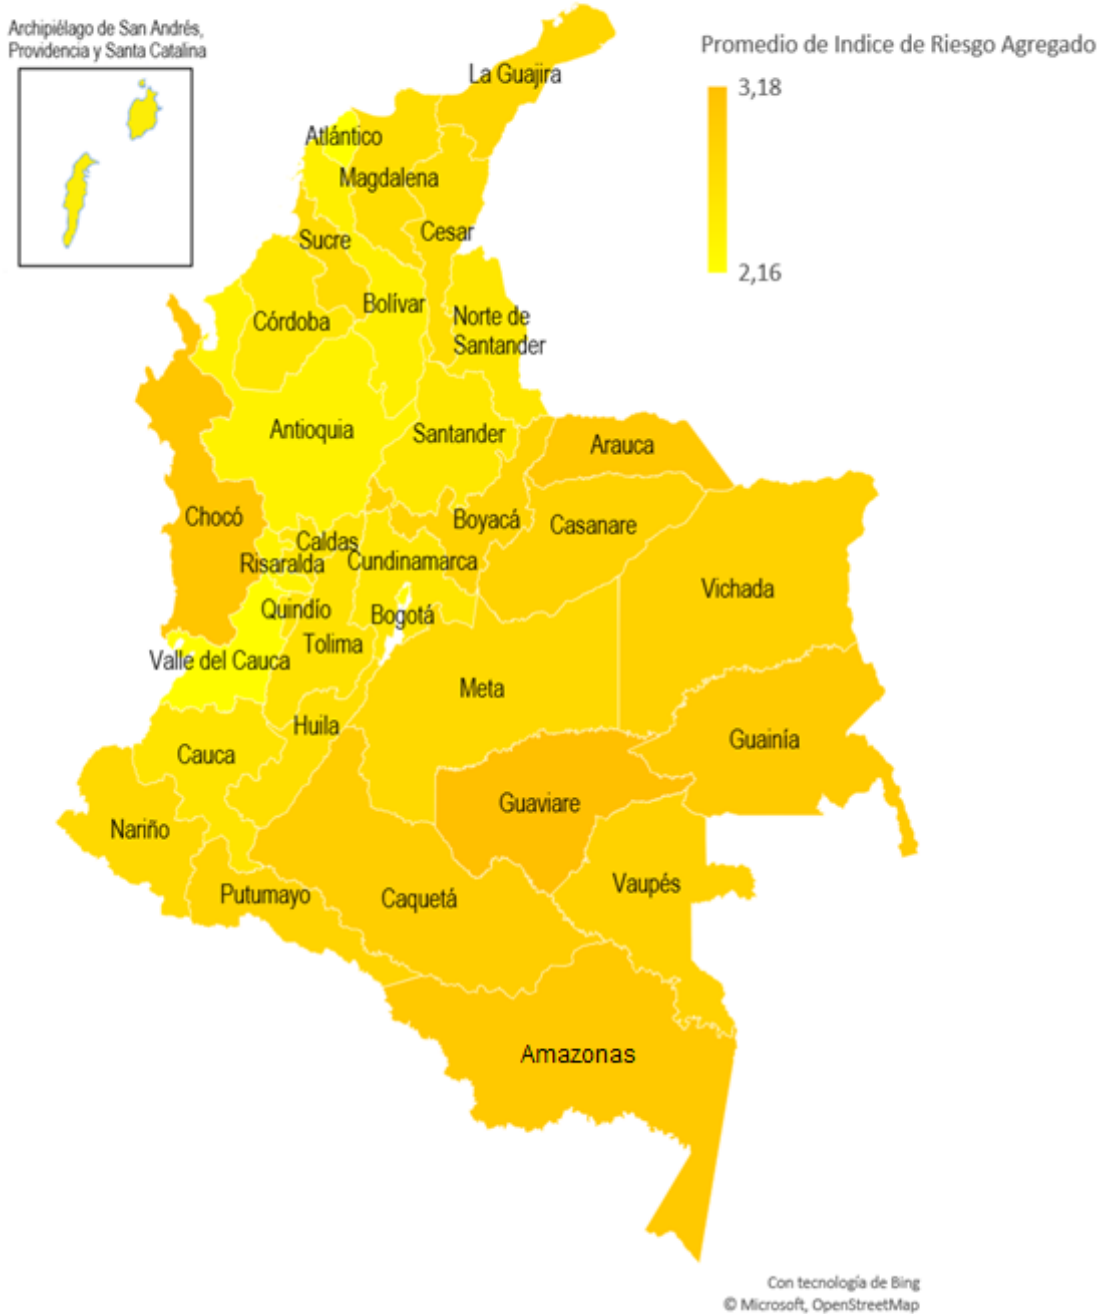 Archipiélago de San Andrés,
Providencia y Santa Catalina
Promedio de Indice de Riesgo Agregado
3,18
2,16
La Guajira
Atlántico
Magdalena
Cesar
Sucre
Bolívar
Córdoba
Norte de
Santander
Antioquia
Santander
Arauca
Chocó
Boyacá
Casanare
Caldas
Risaralda
Cundinamarca
Vichada
Quindío
Bogotá
Tolima
Valle del Cauca
Meta
Huila
Guainía
Cauca
Guaviare
Nariño
Vaupés
Putumayo
Caquetá
Amazonas
Con tecnología de Bing
© Microsoft, OpenStreetMap